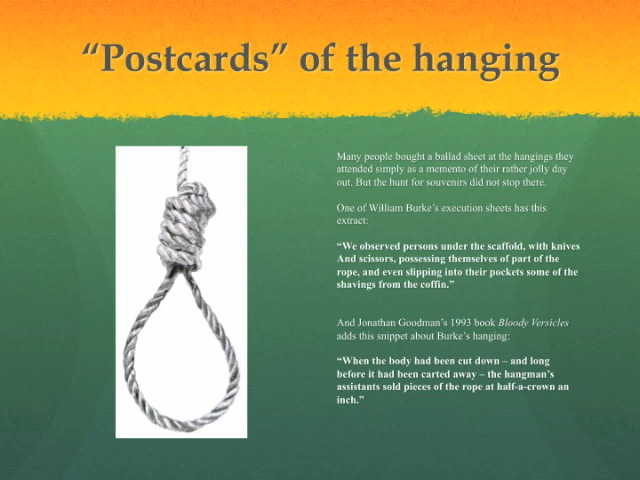 “Postcards” of the hanging
Many people bought a ballad sheet at the hangings they
attended simply as a memento of their rather jolly day
out. But the hunt for souvenirs did not stop there.
One of William Burke’s execution sheets has this
extract:
“We observed persons under the scaffold, with knives
And scissors, possessing themselves of part of the
rope, and even slipping into their pockets some of the
shavings from the coffin.”
And Jonathan Goodman’s 1993 book Bloody Versicles
adds this snippet about Burke’s hanging:
“When the body had been cut down – and long
before it had been carted away – the hangman’s
assistants sold pieces of the rope at half-a-crown an
inch.”